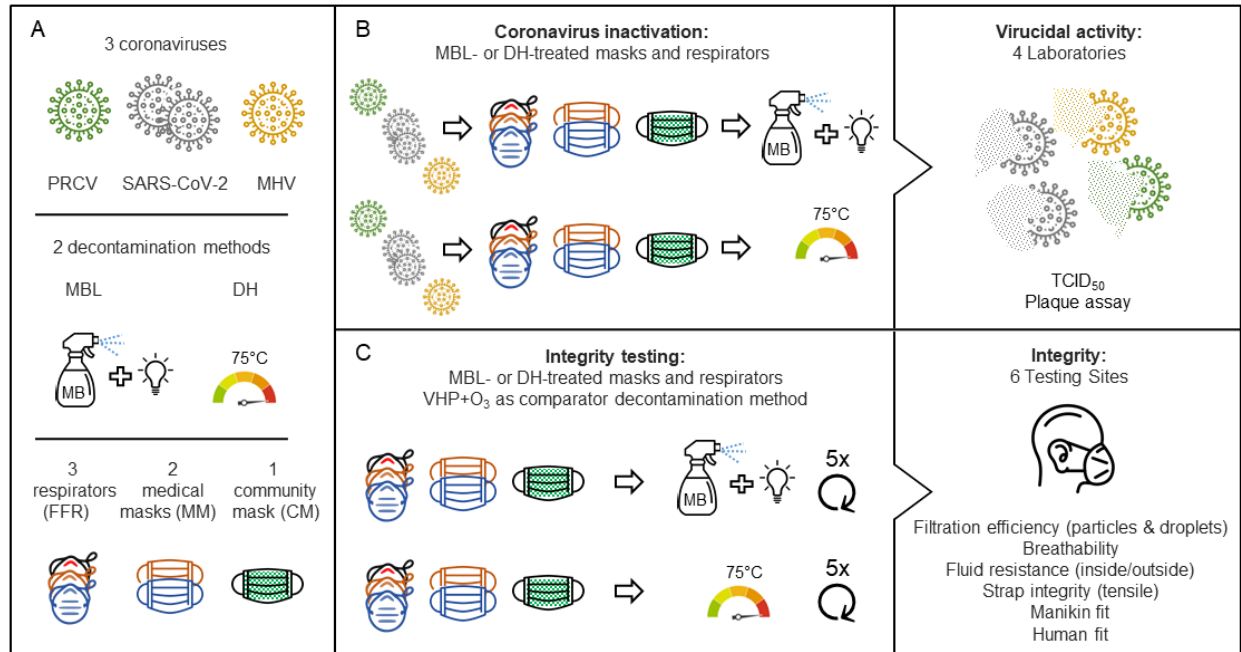 A
3 coronaviruses
PRCV SARS-CoV-2 MHV
2 decontamination methods
MBL DH
75°C
MB
3 respirators (FFR)
2 medical masks (MM)
1 community mask (CM)
B
Coronavirus inactivation:
MBL- or DH-treated masks and respirators
MB
75°C
Virucidal activity:
4 Laboratories
TCID50
Plaque assay
C
Integrity testing:
MBL- or DH-treated masks and respirators
VHP+O3 as comparator decontamination method
MB
5x
75°C
5x
Integrity:
6 Testing Sites
Filtration efficiency (particles & droplets)
Breathability
Fluid resistance (inside/outside)
Strap integrity (tensile)
Manikin fit
Human fit